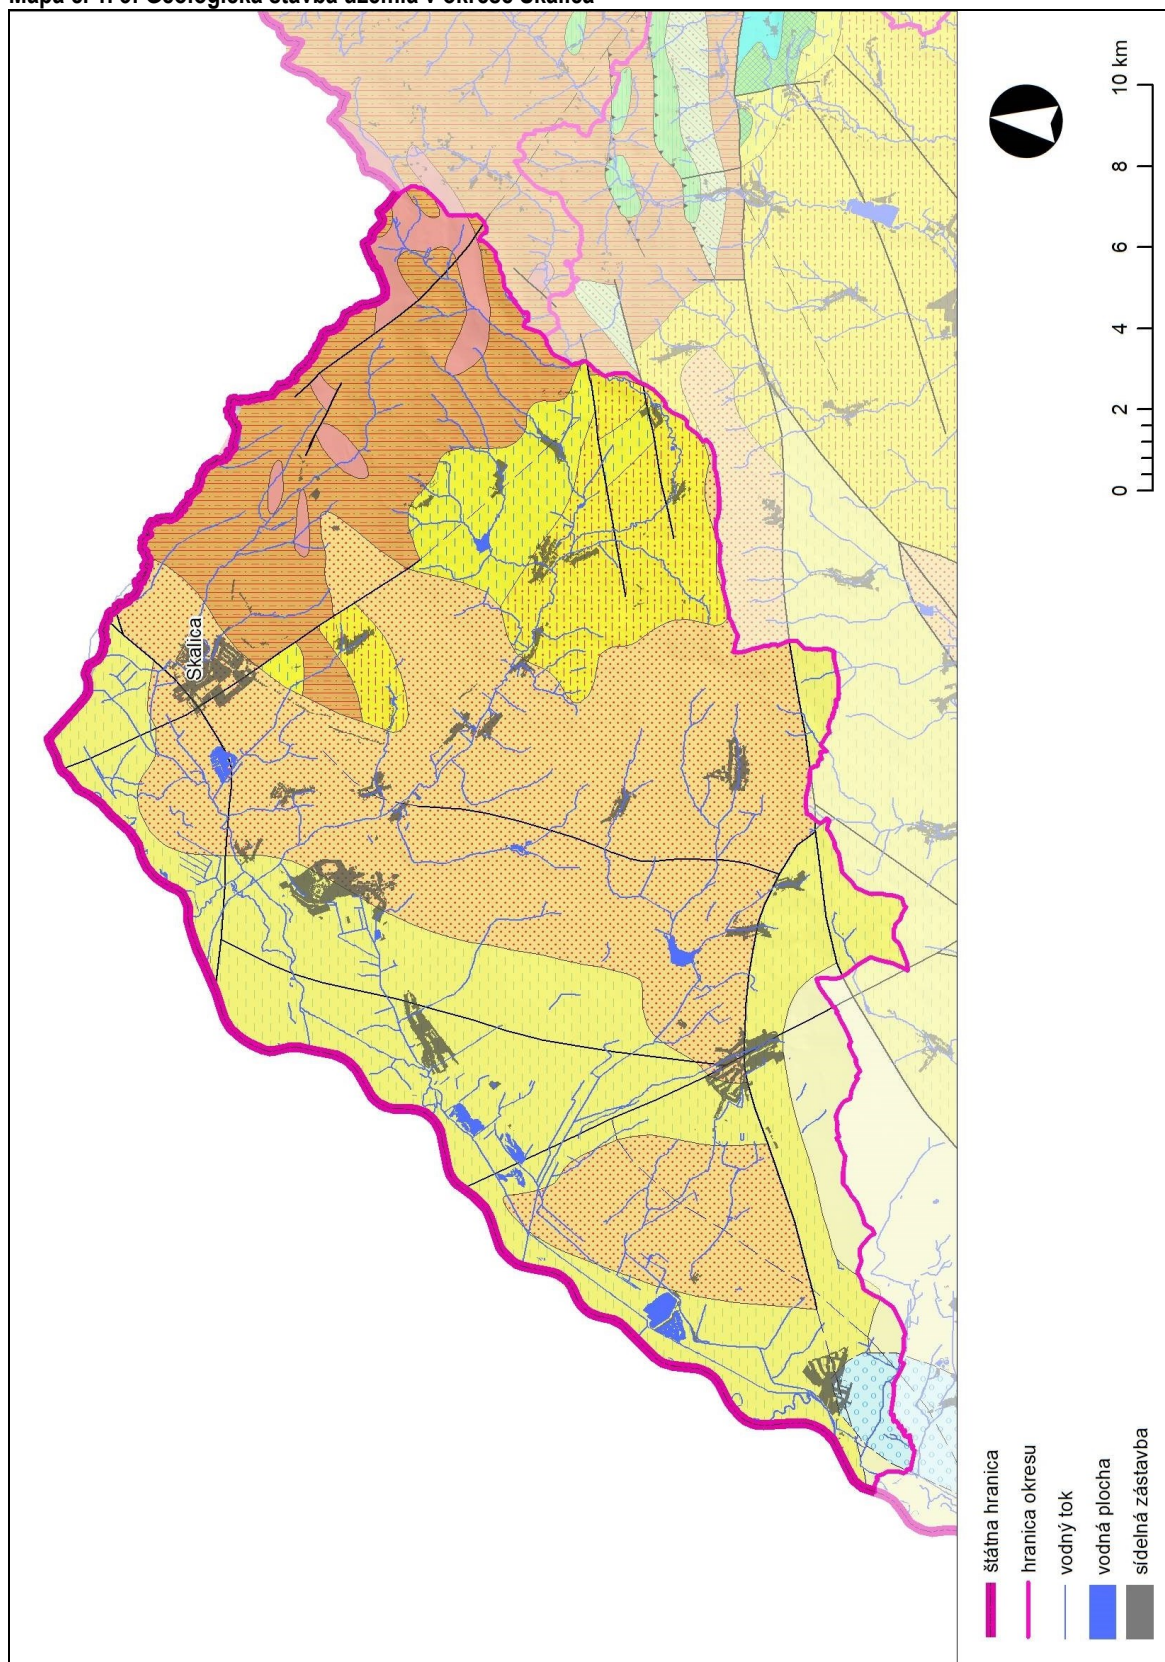 Mapa č. 1. 3: Geologická stavba územia v okrese Skalica
Skalica
štátna hranica
hranica okresu
vodný tok
vodná plocha
sídelná zástavba
0 2 4 6 8 10 km